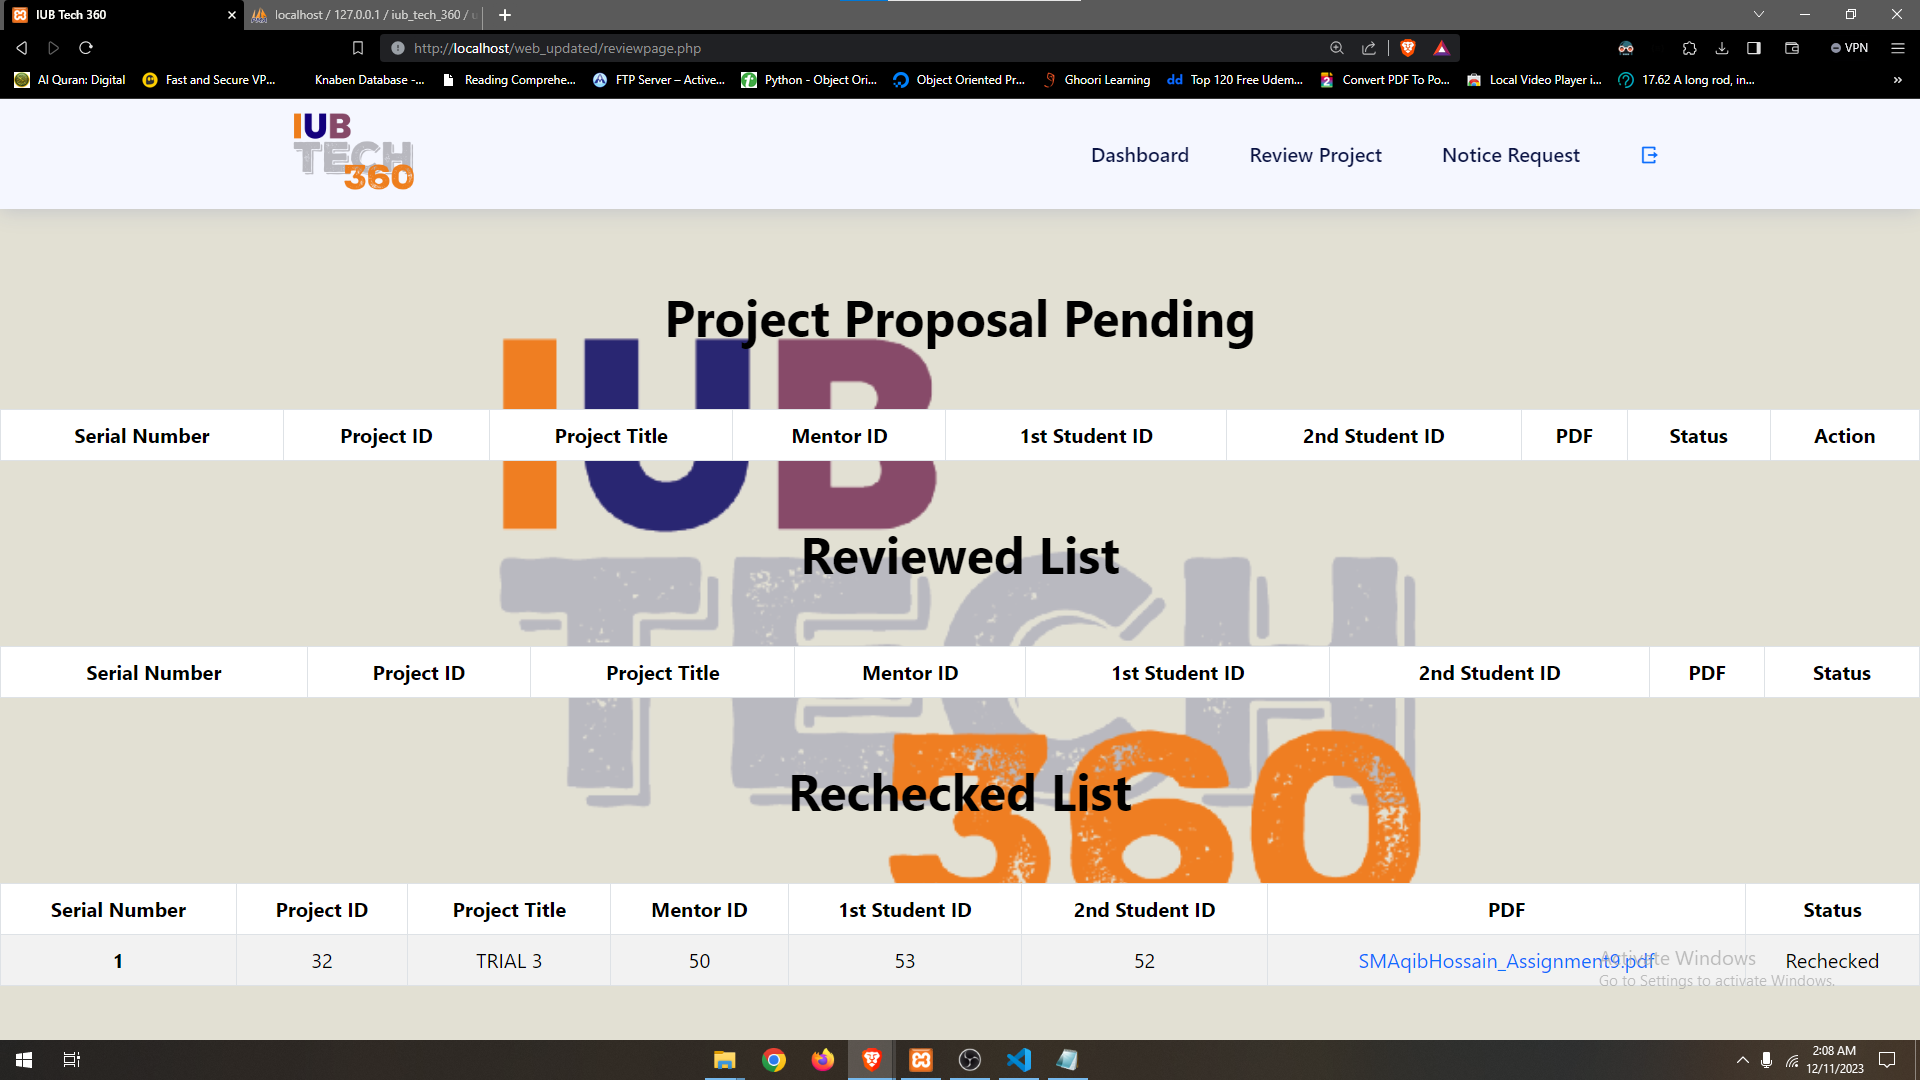 IUB Tech 360
localhost / 127.0.0.1 / iub_tech_360 /
http://localhost/web_updated/reviewpage.php
VPN
Al Quran: Digital
Fast and Secure VP...
Knaben Database -...
Reading Comprehe...
FTP Server – Active...
Python - Object Ori...
Object Oriented Pr...
Ghoori Learning
dd Top 120 Free Udem...
Convert PDF To Po...
Local Video Player i...
17.62 A long rod, in...
»
IUB
TECH
360
Dashboard
Review Project
Notice Request
Project Proposal Pending
IUB
Serial Number Project ID Project Title Mentor ID 1st Student ID 2nd Student ID PDF Status Action
Reviewed List
TECH
Serial Number Project ID Project Title Mentor ID 1st Student ID 2nd Student ID PDF Status
Rechecked List
360
Serial Number Project ID Project Title Mentor ID 1st Student ID 2nd Student ID PDF Status
1 32 TRIAL 3 50 53 52 SMAqibHossain_Assignment9.pdf Rechecked
Activate Windows
Go to Settings to activate Windows.
2:08 AM
12/11/2023